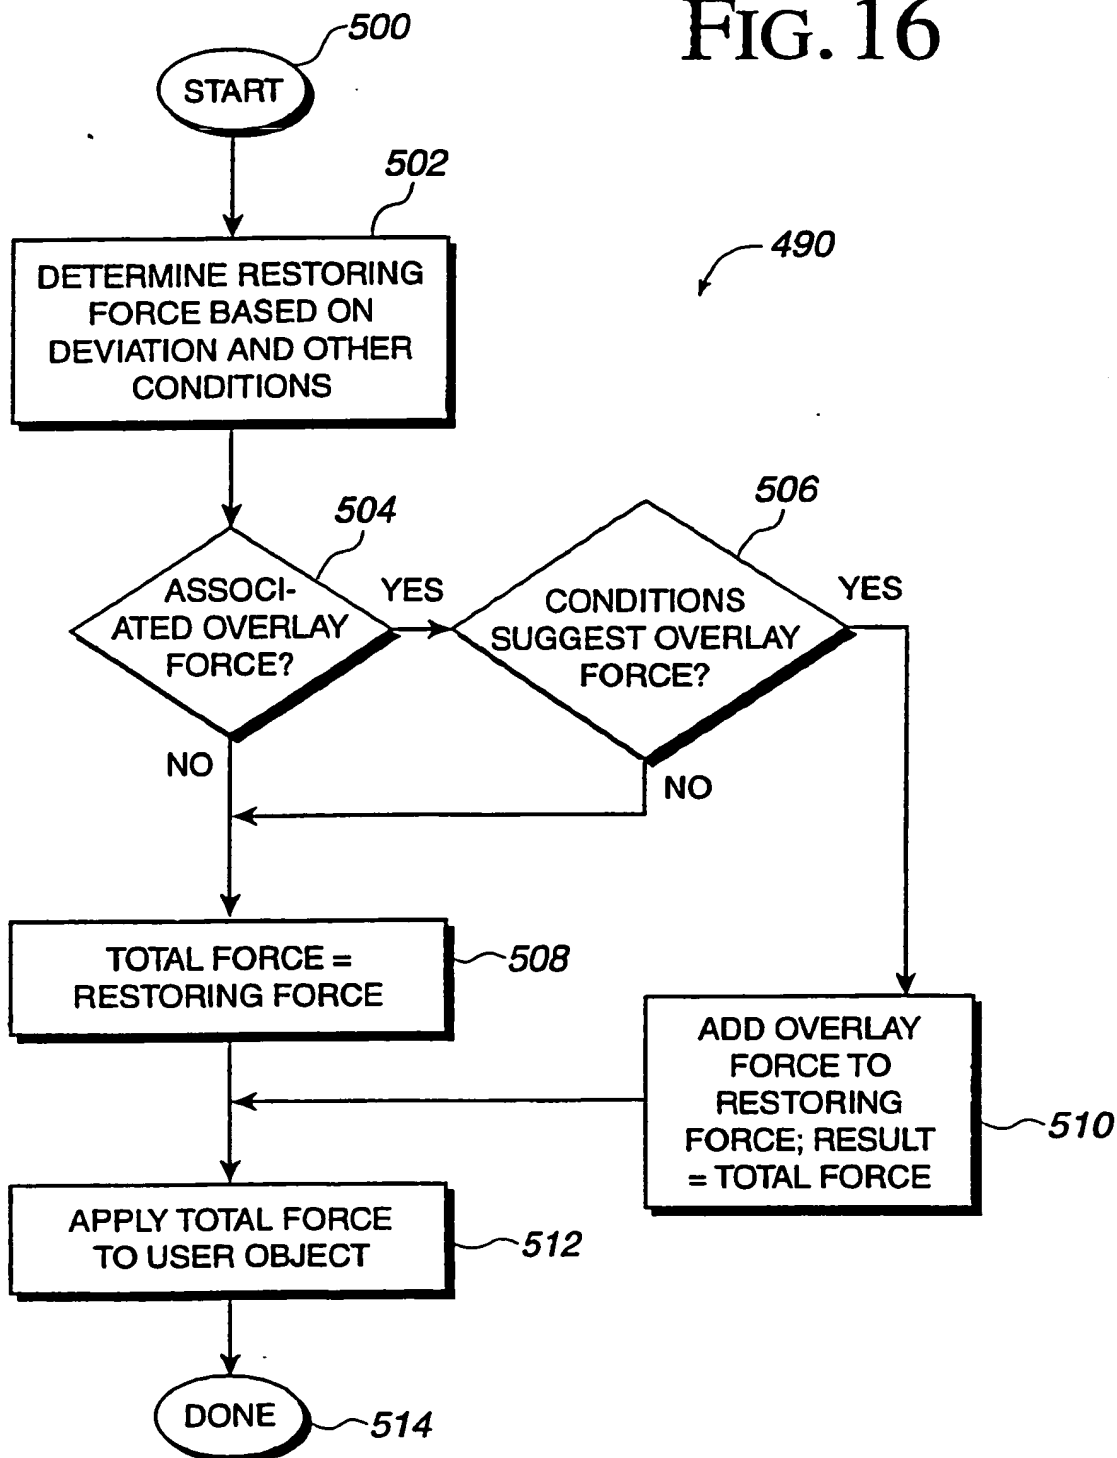 FIG. 16
500
START
502
490
DETERMINE RESTORING
FORCE BASED ON
DEVIATION AND OTHER
CONDITIONS
504
506
ASSOCI-
ATED OVERLAY
FORCE?
YES
CONDITIONS
SUGGEST OVERLAY
FORCE?
YES
NO
NO
TOTAL FORCE =
RESTORING FORCE
508
ADD OVERLAY
FORCE TO
RESTORING
FORCE; RESULT
= TOTAL FORCE
510
APPLY TOTAL FORCE
TO USER OBJECT
512
DONE
514